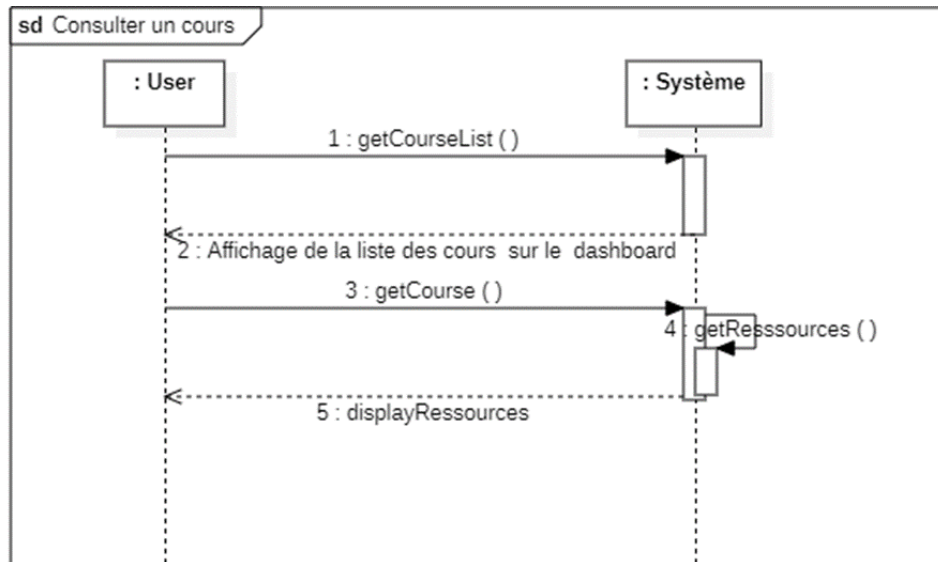 sd Consulter un cours
: User
: Système
1 : getCourseList ( )
2 : Affichage de la liste des cours sur le dashboard
3 : getCourse ( )
4 : getResssources ( )
5 : displayRessources